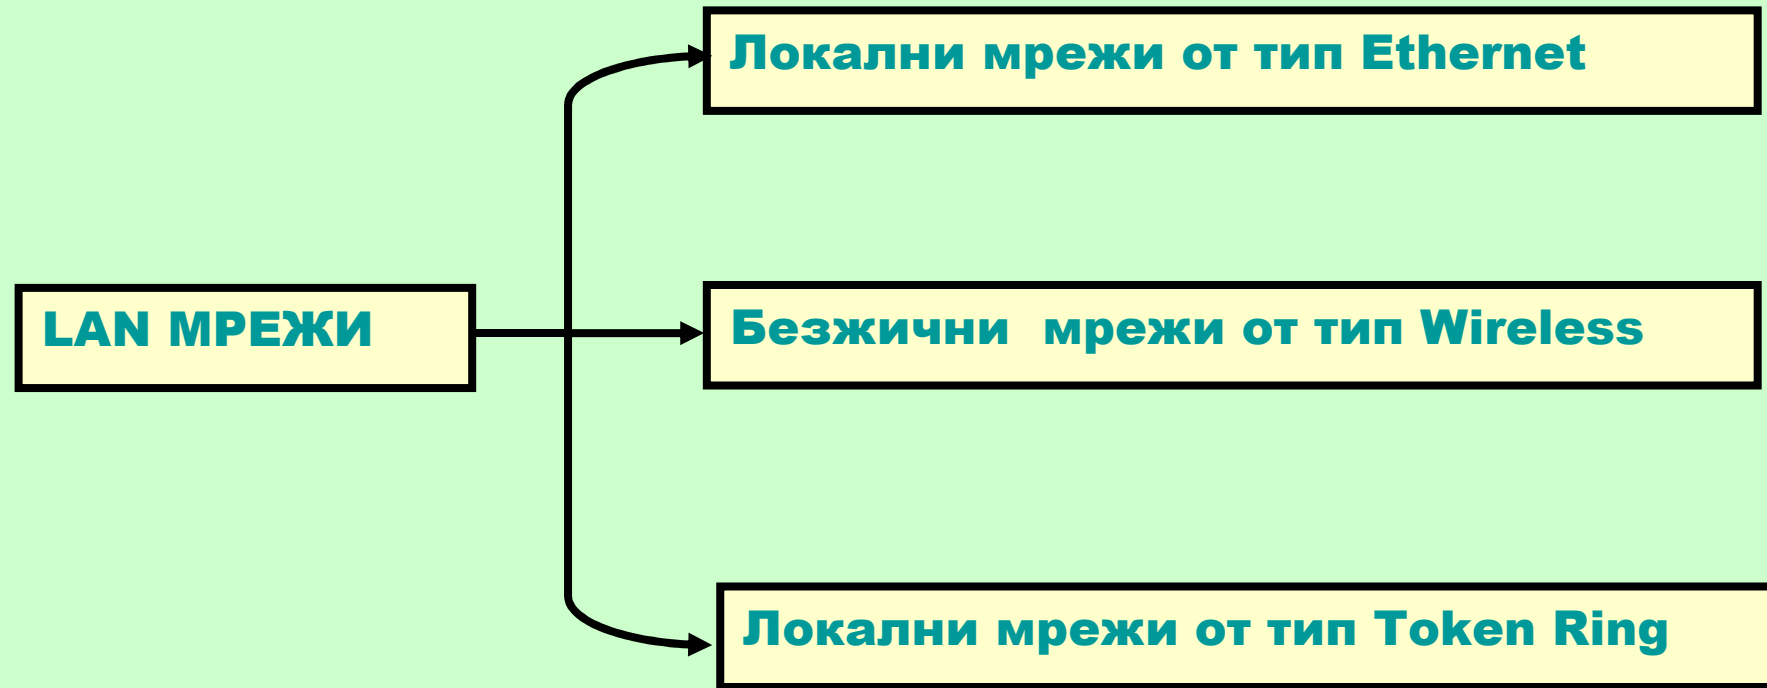 Локални мрежи от тип Ethernet
LAN МРЕЖИ
Безжични мрежи от тип Wireless
Локални мрежи от тип Token Ring